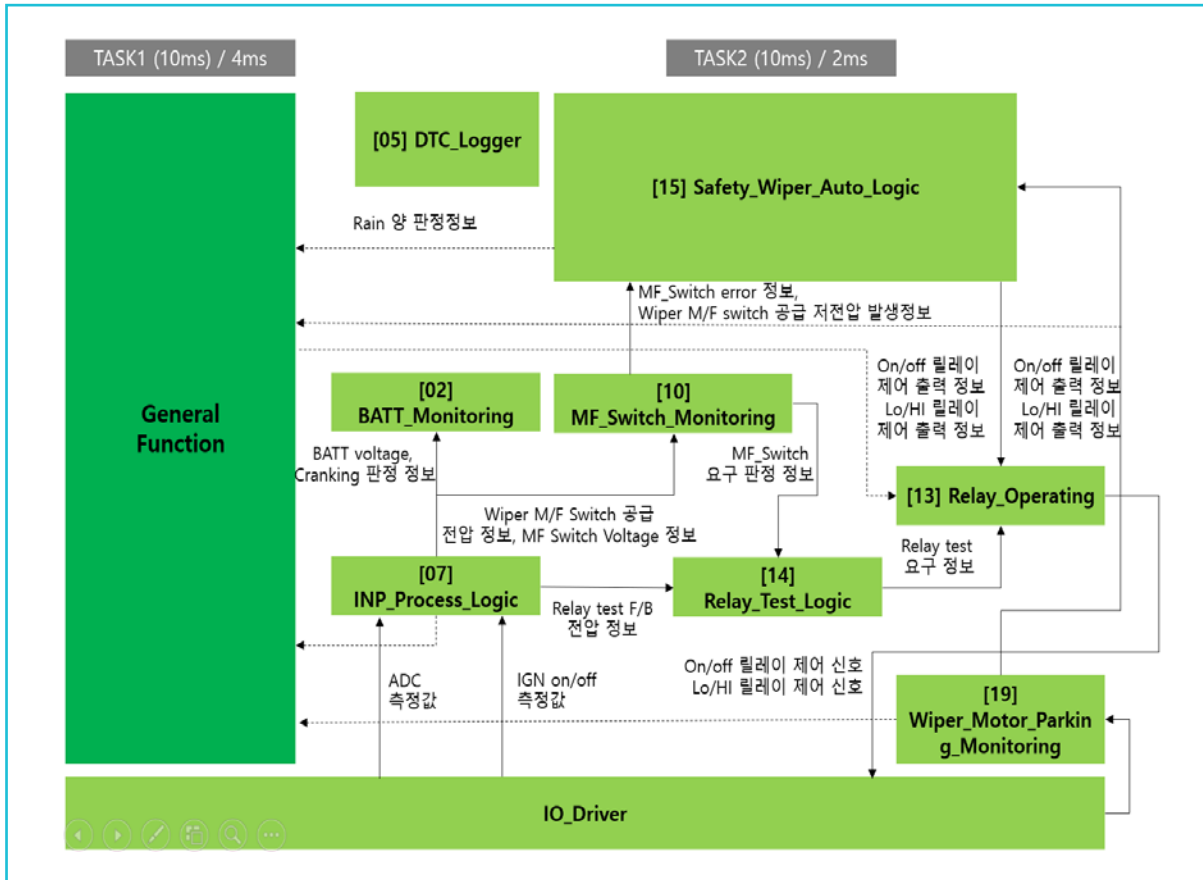 TASK1 (10ms) / 4ms
TASK2 (10ms) / 2ms
[05] DTC_Logger
[15] Safety_Wiper_Auto_Logic
Rain 양 판정정보
MF_Switch error 정보,
Wiper M/F switch 공급 저전압 발생정보
General
Function
[02]
BATT_Monitoring
[10]
MF_Switch_Monitoring
On/off 릴레이
제어 출력 정보
Lo/HI 릴레이
제어 출력 정보
On/off 릴레이
제어 출력 정보
Lo/HI 릴레이
제어 출력 정보
BATT voltage,
Cranking 판정 정보
MF_Switch
요구 판정 정보
[13] Relay_Operating
Wiper M/F Switch 공급
전압 정보, MF Switch Voltage 정보
[07]
INP_Process_Logic
Relay test F/B
전압 정보
[14]
Relay_Test_Logic
Relay test
요구 정보
ADC
측정값
IGN on/off
측정값
On/off 릴레이 제어 신호
Lo/HI 릴레이 제어 신호
[19]
Wiper_Motor_Parkin
g_Monitoring
IO_Driver